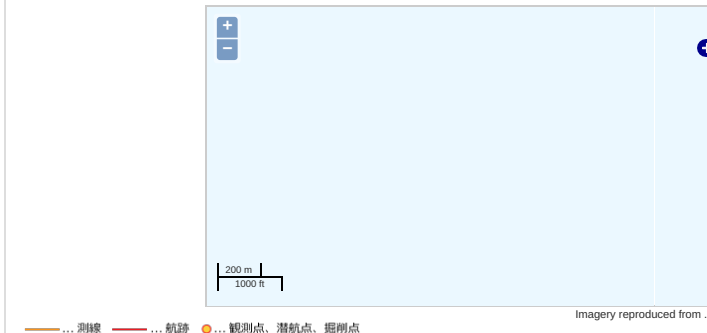 +
−
200 m
1000 ft
Imagery reproduced from .
... 測線 ... 航跡 ... 観測点、潜航点、掘削点